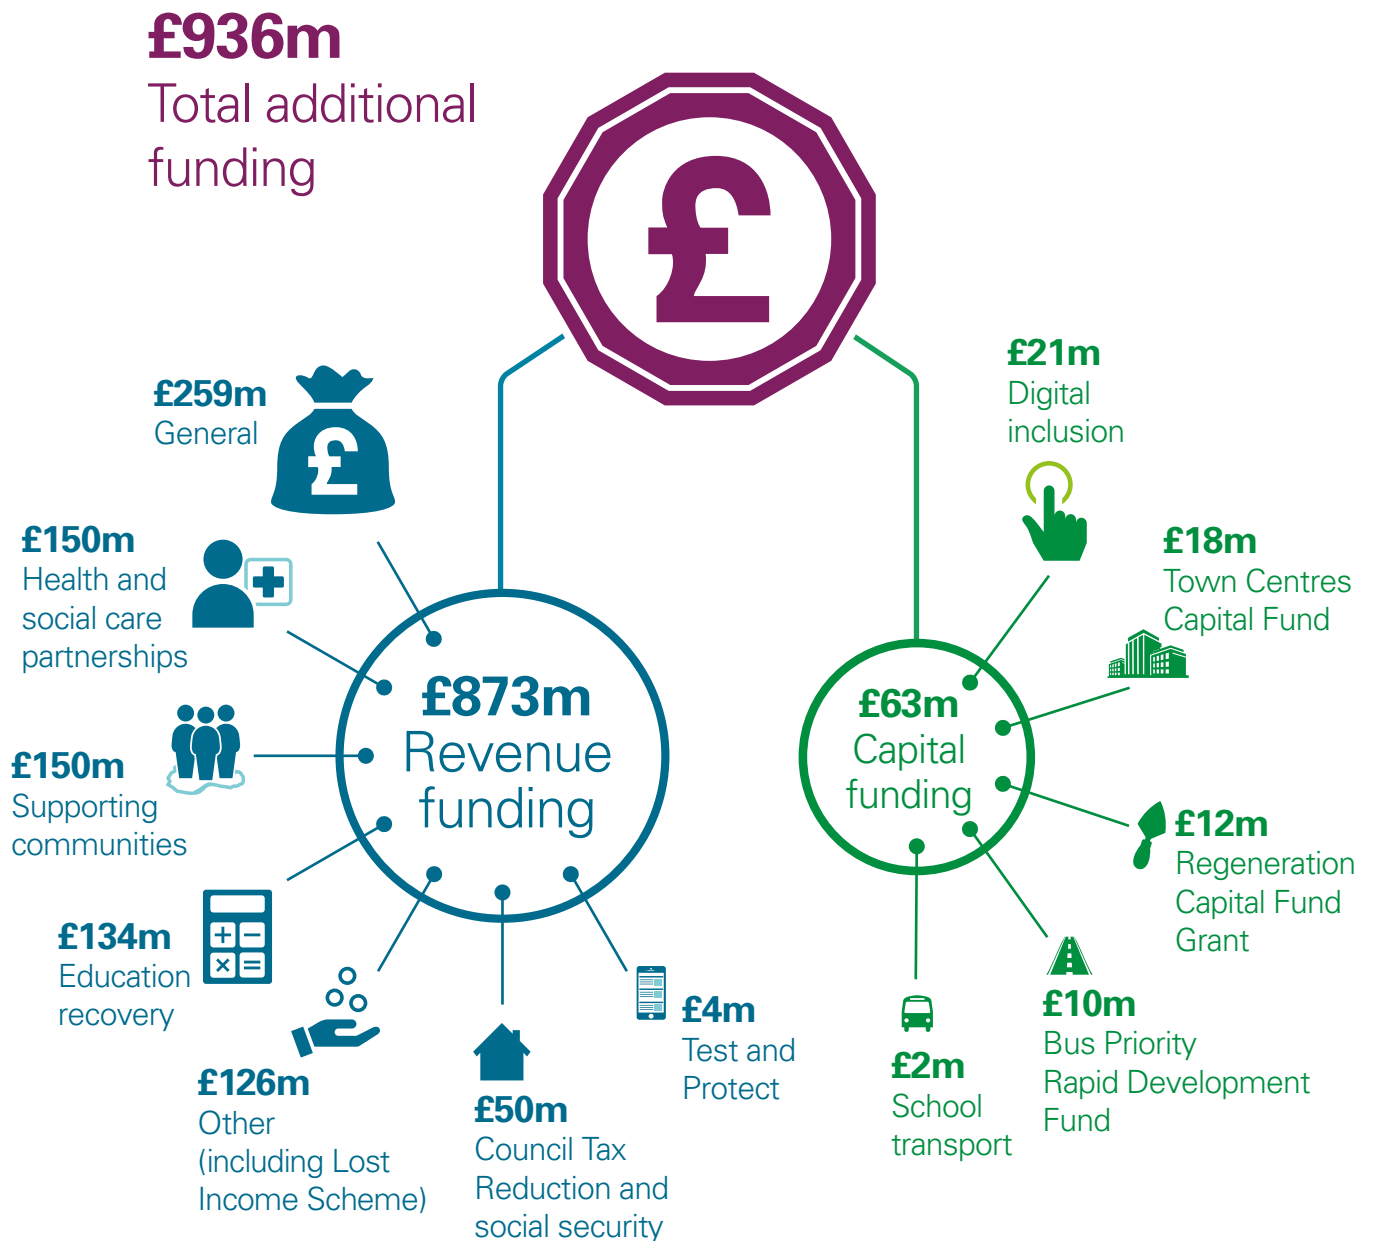 £936m
Total additional
funding
£
£259m
General
£
£150m
Health and
social care
partnerships
£150m
Supporting
communities
£134m
Education
recovery
£126m
Other
(including Lost
Income Scheme)
£50m
Council Tax
Reduction and
social security
£4m
Test and
Protect
£873m
Revenue
funding
£63m
Capital
funding
£21m
Digital
inclusion
£18m
Town Centres
Capital Fund
£12m
Regeneration
Capital Fund
Grant
£10m
Bus Priority
Rapid Development
Fund
£2m
School
transport